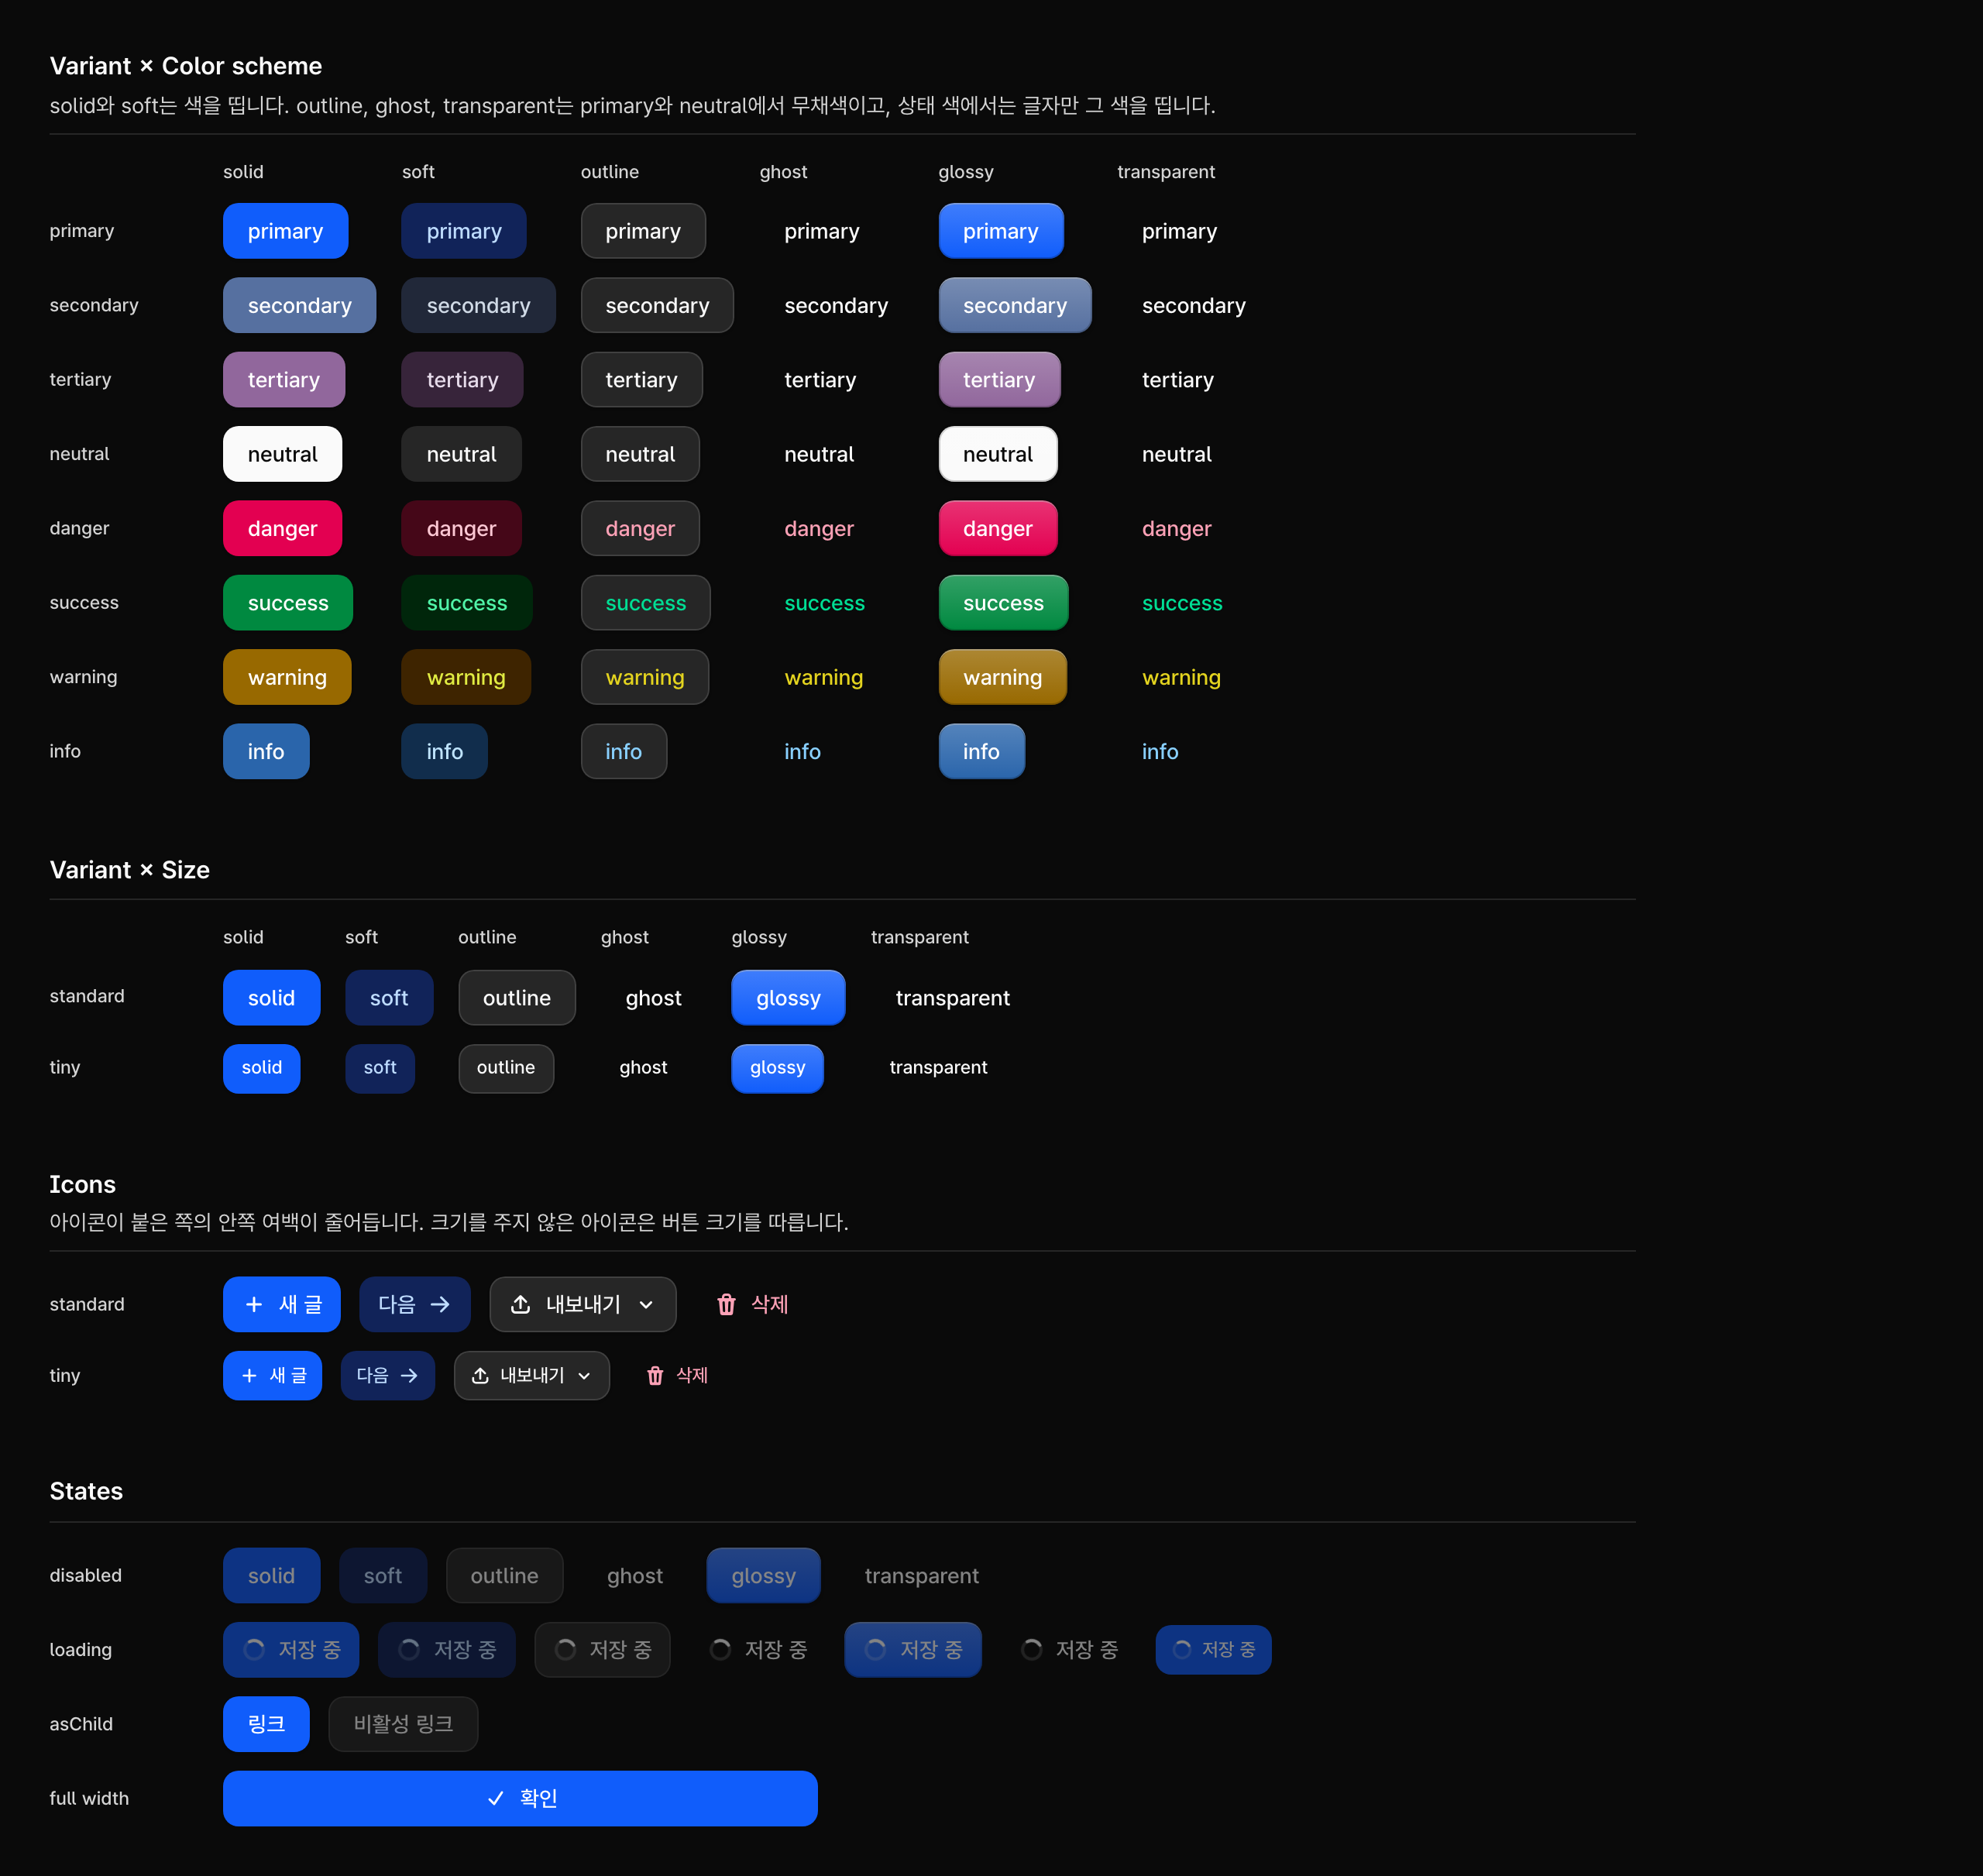 Variant × Color scheme
solid와 soft는 색을 띱니다. outline, ghost, transparent는 primary와 neutral에서 무채색이고, 상태 색에서는 글자만 그 색을 띱니다.
solid soft outline ghost glossy transparent
primary primary primary primary primary primary primary
secondary secondary secondary secondary secondary secondary secondary
tertiary tertiary tertiary tertiary tertiary tertiary tertiary
neutral neutral neutral neutral neutral neutral neutral
danger danger danger danger danger danger danger
success success success success success success success
warning warning warning warning warning warning warning
info info info info info info info
Variant × Size
solid soft outline ghost glossy transparent
standard solid soft outline ghost glossy transparent
tiny solid soft outline ghost glossy transparent
Icons
아이콘이 붙은 쪽의 안쪽 여백이 줄어듭니다. 크기를 주지 않은 아이콘은 버튼 크기를 따릅니다.
standard 새 글 다음 내보내기 삭제
tiny 새 글 다음 내보내기 삭제
States
disabled solid soft outline ghost glossy transparent
loading 저장 중 저장 중 저장 중 저장 중 저장 중 저장 중 저장 중
asChild 링크 비활성 링크
full width 확인